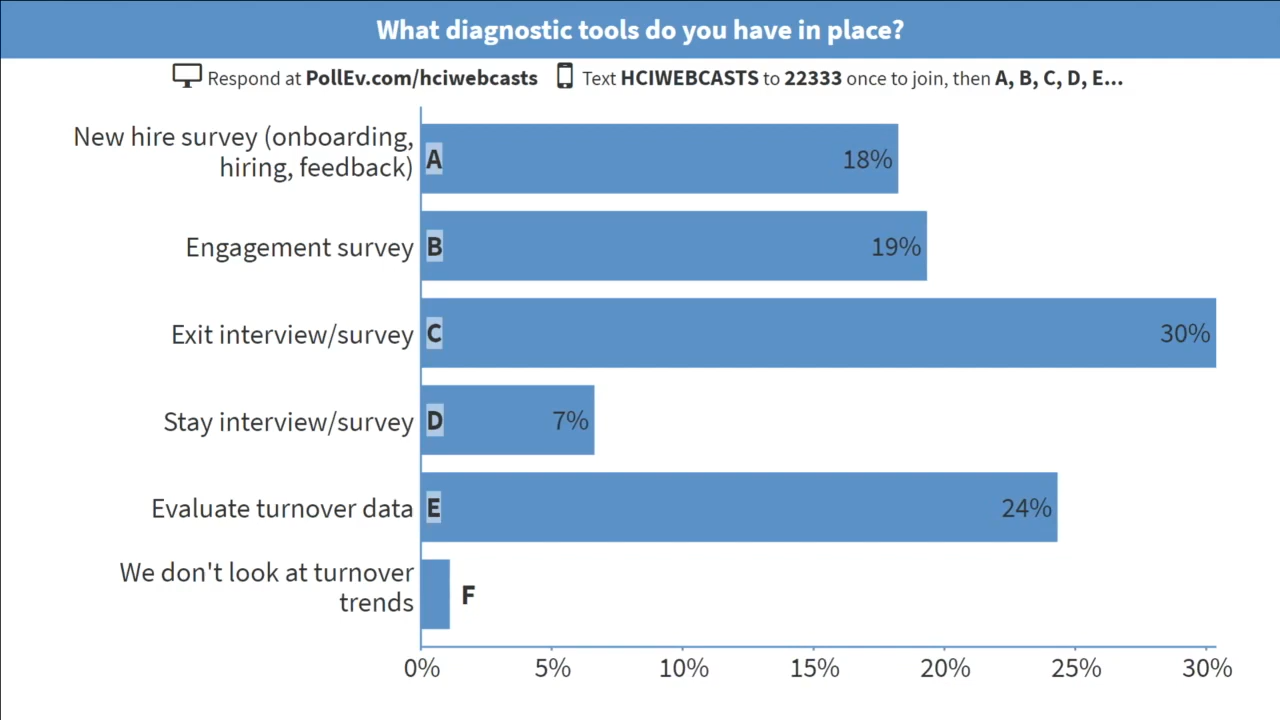 What diagnostic tools do you have in place?
Respond at PollEv.com/hciwebcasts Text HCIWEBCASTS to 22333 once to join, then A, B, C, D, E...
New hire survey (onboarding,
hiring, feedback) A 18%
Engagement survey B 19%
Exit interview/survey C 30%
Stay interview/survey D 7%
Evaluate turnover data E 24%
We don't look at turnover
trends F
0% 5% 10% 15% 20% 25% 30%